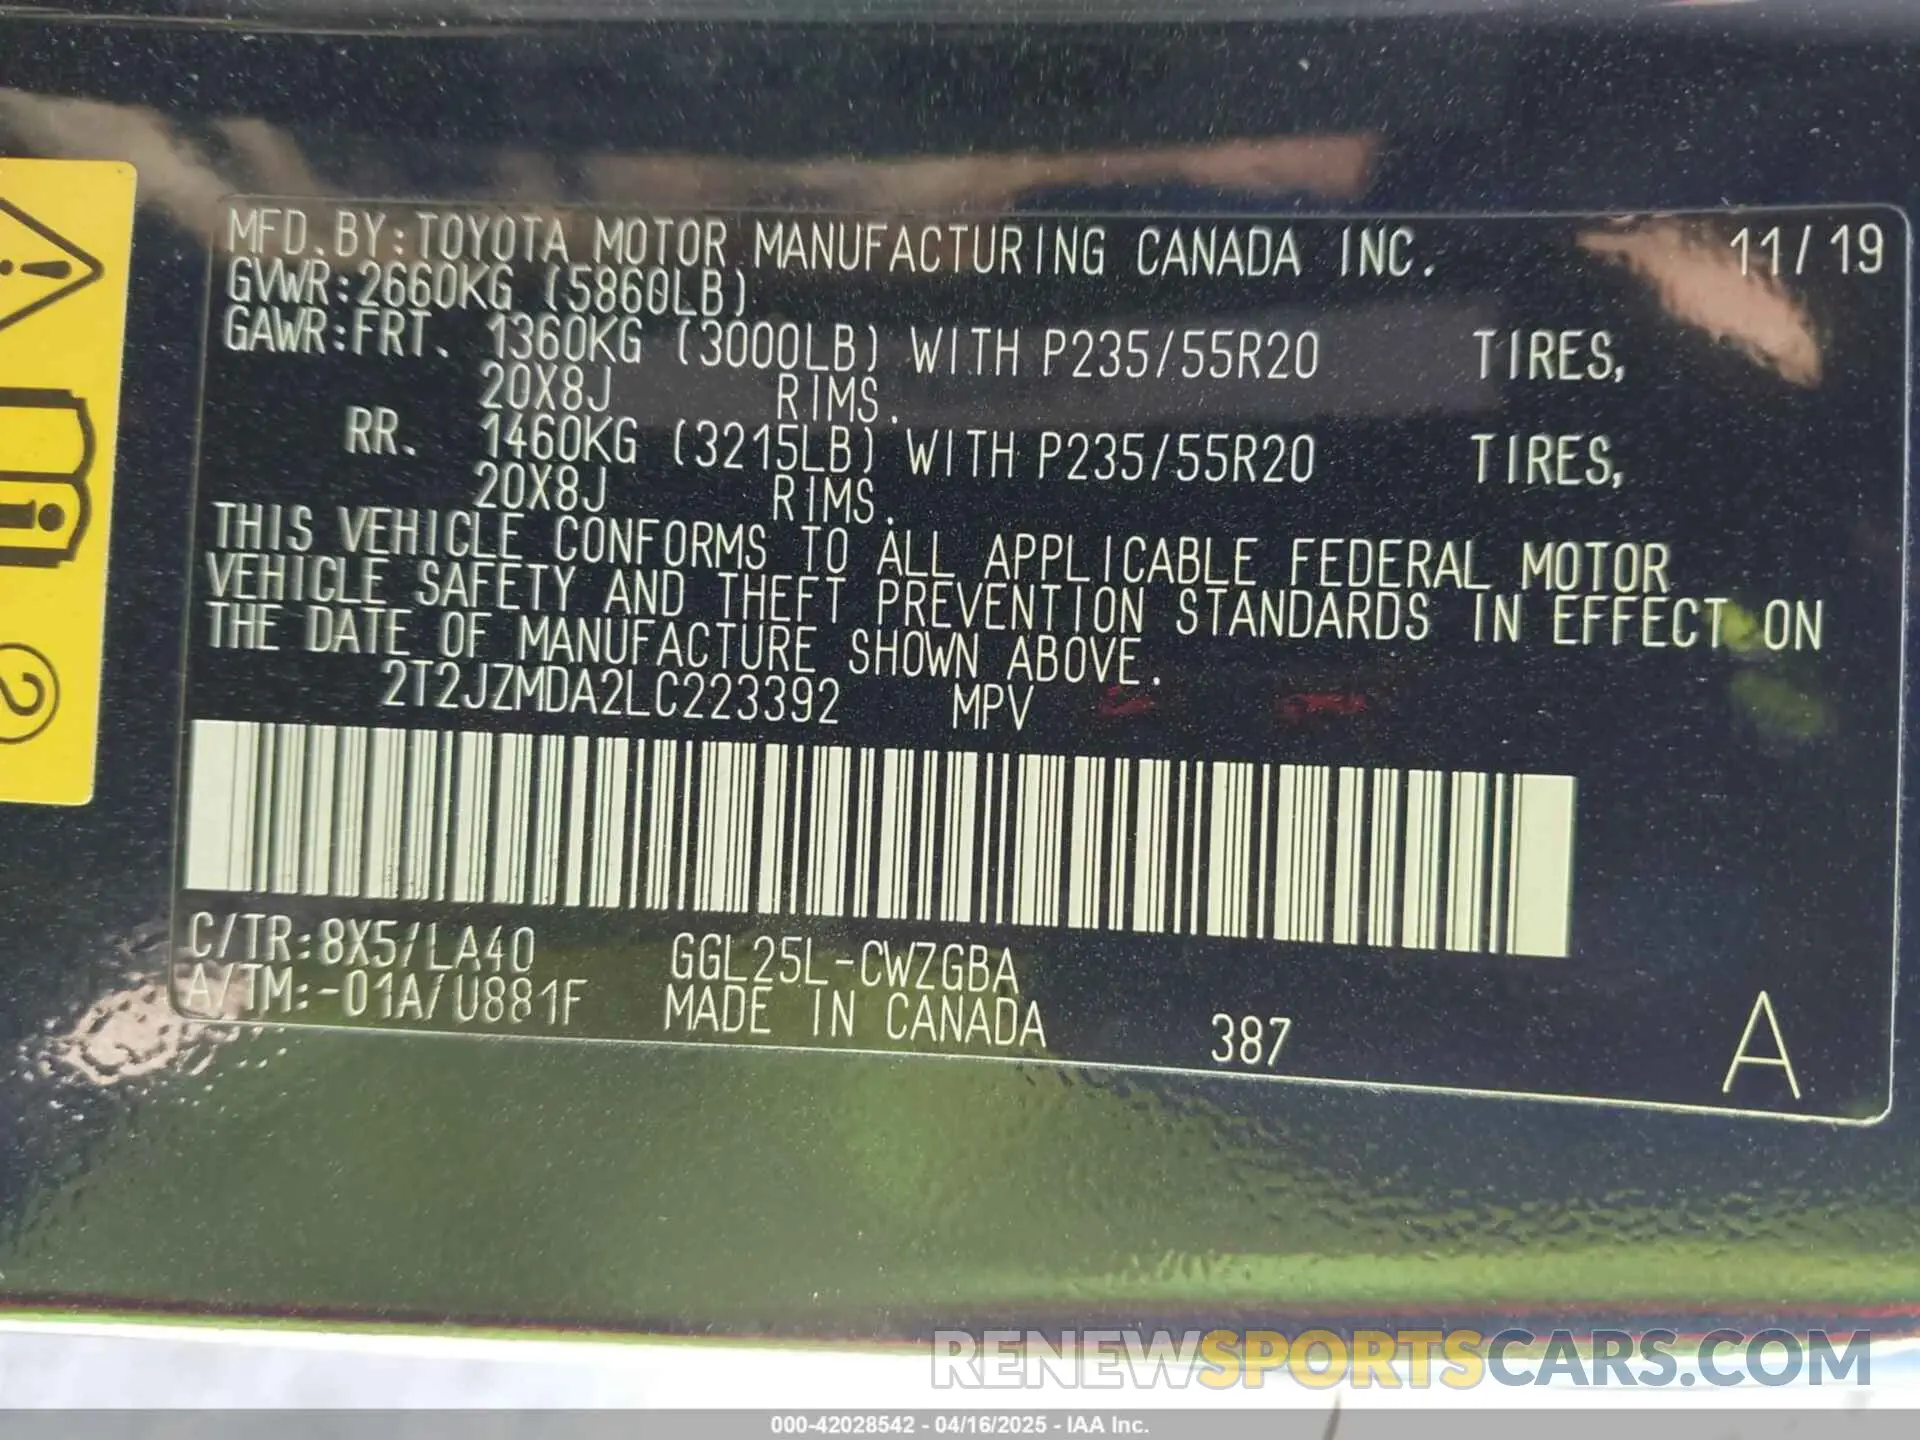 MFD.BY:TOYOTA MOTOR MANUFACTURING CANADA INC. 11/19
GVWR:2660KG (5860LB)
GAWR:FRT. 1360KG (3000LB) WITH P235/55R20 TIRES,
20X8J RIMS.
RR. 1460KG (3215LB) WITH P235/55R20 TIRES,
20X8J RIMS.
THIS VEHICLE CONFORMS TO ALL APPLICABLE FEDERAL MOTOR
VEHICLE SAFETY AND THEFT PREVENTION STANDARDS IN EFFECT ON
THE DATE OF MANUFACTURE SHOWN ABOVE.
2T2JZMDA2LC223392 MPV
C/TR:8X5/LA40 GGL25L-CWZGBA
A/TM:-01A/U881F MADE IN CANADA 387 A
2
RENEWSPORTSCARS.COM
000-42028542 - 04/16/2025 - IAA Inc.